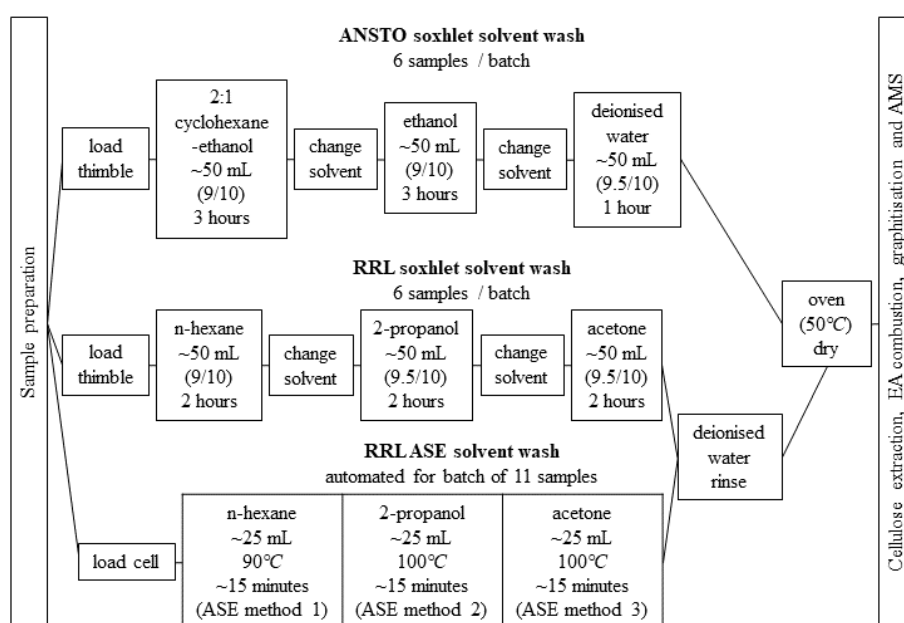 Sample preparation
ANSTO soxhlet solvent wash
6 samples / batch
load
thimble
2:1
cyclohexane
-ethanol
~50 mL
(9/10)
3 hours
change
solvent
ethanol
~50 mL
(9/10)
3 hours
change
solvent
deionised
water
~50 mL
(9.5/10)
1 hour
RRL soxhlet solvent wash
6 samples / batch
load
thimble
n-hexane
~50 mL
(9/10)
2 hours
change
solvent
2-propanol
~50 mL
(9.5/10)
2 hours
change
solvent
acetone
~50 mL
(9.5/10)
2 hours
RRL ASE solvent wash
automated for batch of 11 samples
load cell
n-hexane
~25 mL
90℃
~15 minutes
(ASE method 1)
2-propanol
~25 mL
100℃
~15 minutes
(ASE method 2)
acetone
~25 mL
100℃
~15 minutes
(ASE method 3)
deionised
water
rinse
oven
(50℃)
dry
Cellulose extraction, EA combustion, graphitisation and AMS